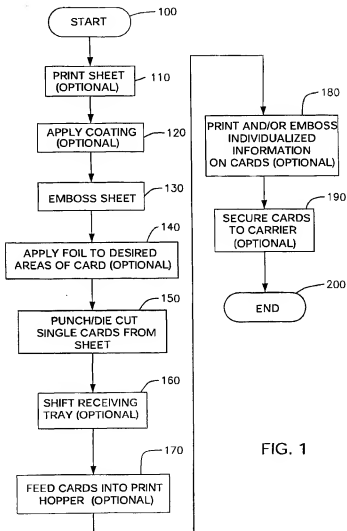 START
100
PRINT SHEET
(OPTIONAL)
110
APPLY COATING
(OPTIONAL)
120
EMBOSS SHEET
130
APPLY FOIL TO DESIRED
AREAS OF CARD (OPTIONAL)
140
PUNCH/DIE CUT
SINGLE CARDS FROM
SHEET
150
SHIFT RECEIVING
TRAY (OPTIONAL)
160
FEED CARDS INTO PRINT
HOPPER (OPTIONAL)
170
PRINT AND/OR EMBOSS
INDIVIDUALIZED
INFORMATION
ON CARDS (OPTIONAL)
180
SECURE CARDS
TO CARRIER
(OPTIONAL)
190
END
200
FIG. 1